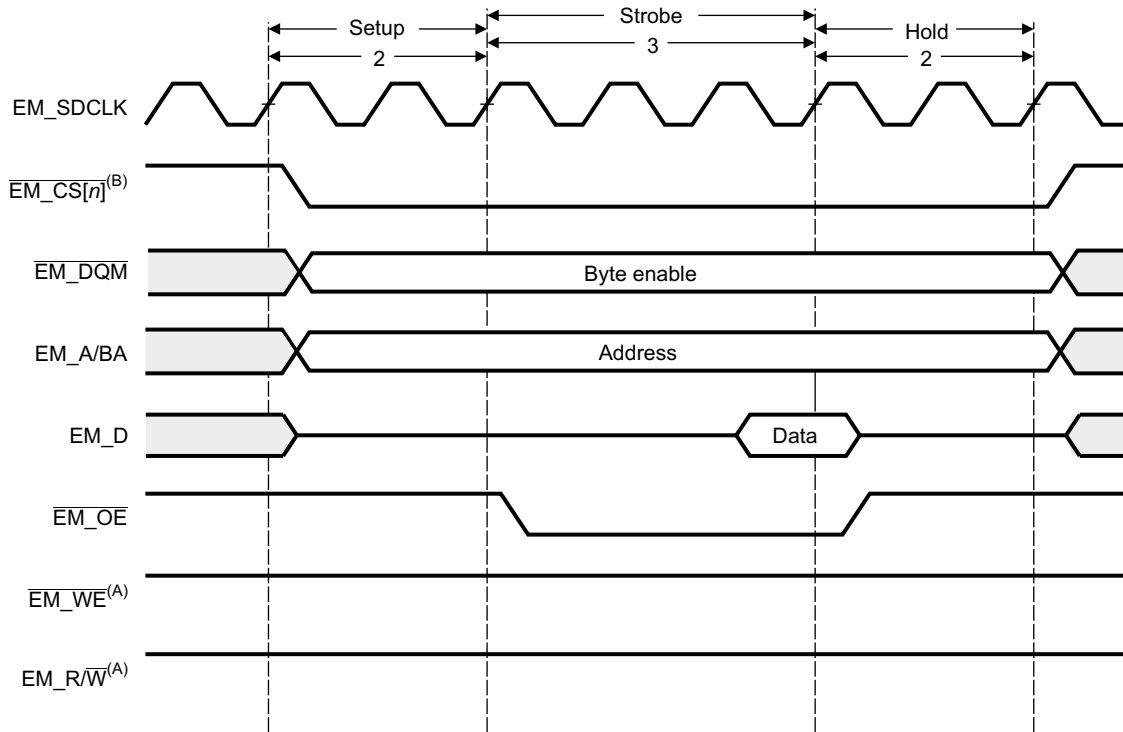 Setup
Strobe
Hold
2
3
2
EM_SDCLK
EM_CS[n](B)
EM_DQM
Byte enable
EM_A/BA
Address
EM_D
Data
EM_OE
EM_WE(A)
EM_R/W(A)